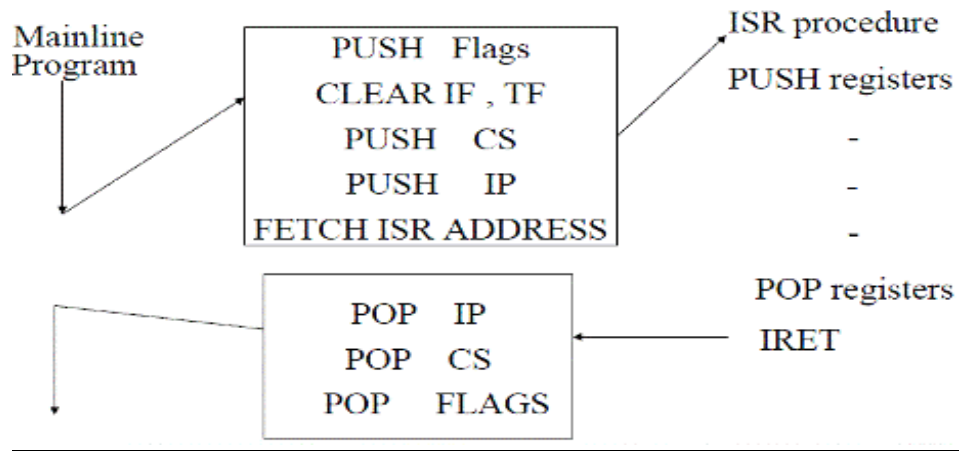 Mainline
Program
PUSH Flags
CLEAR IF , TF
PUSH CS
PUSH IP
FETCH ISR ADDRESS
ISR procedure
PUSH registers
-
-
-
POP registers
IRET
POP IP
POP CS
POP FLAGS